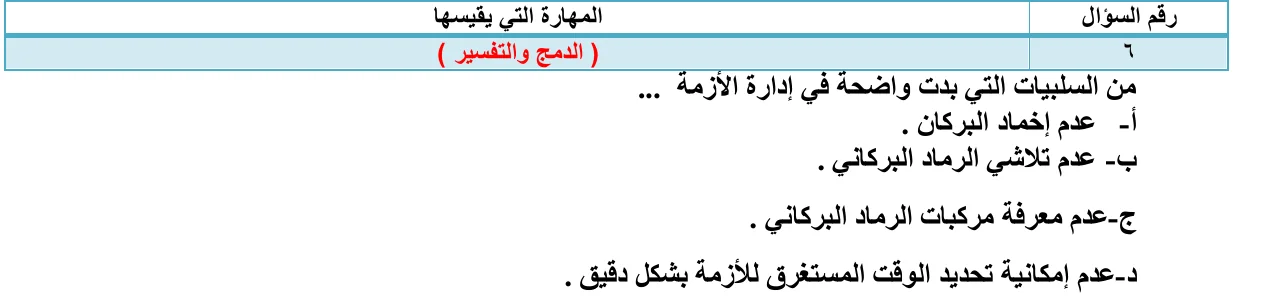 رقم السؤال المهارة التي يقيسها
٦ ( الدمج والتفسير )
من السلبيات التي بدت واضحة في إدارة الأزمة ...
أ- عدم إخماد البركان .
ب- عدم تلاشي الرماد البركاني .
ج-عدم معرفة مركبات الرماد البركاني .
د-عدم إمكانية تحديد الوقت المستغرق للأزمة بشكل دقيق .